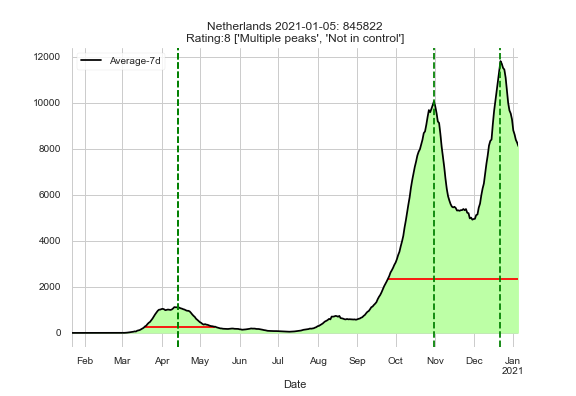 Netherlands 2021-01-05: 845822
Rating:8 ['Multiple peaks', 'Not in control']
Average-7d
12000
10000
8000
6000
4000
2000
0
Feb Mar Apr May Jun Jul Aug Sep Oct Nov Dec Jan
2021
Date